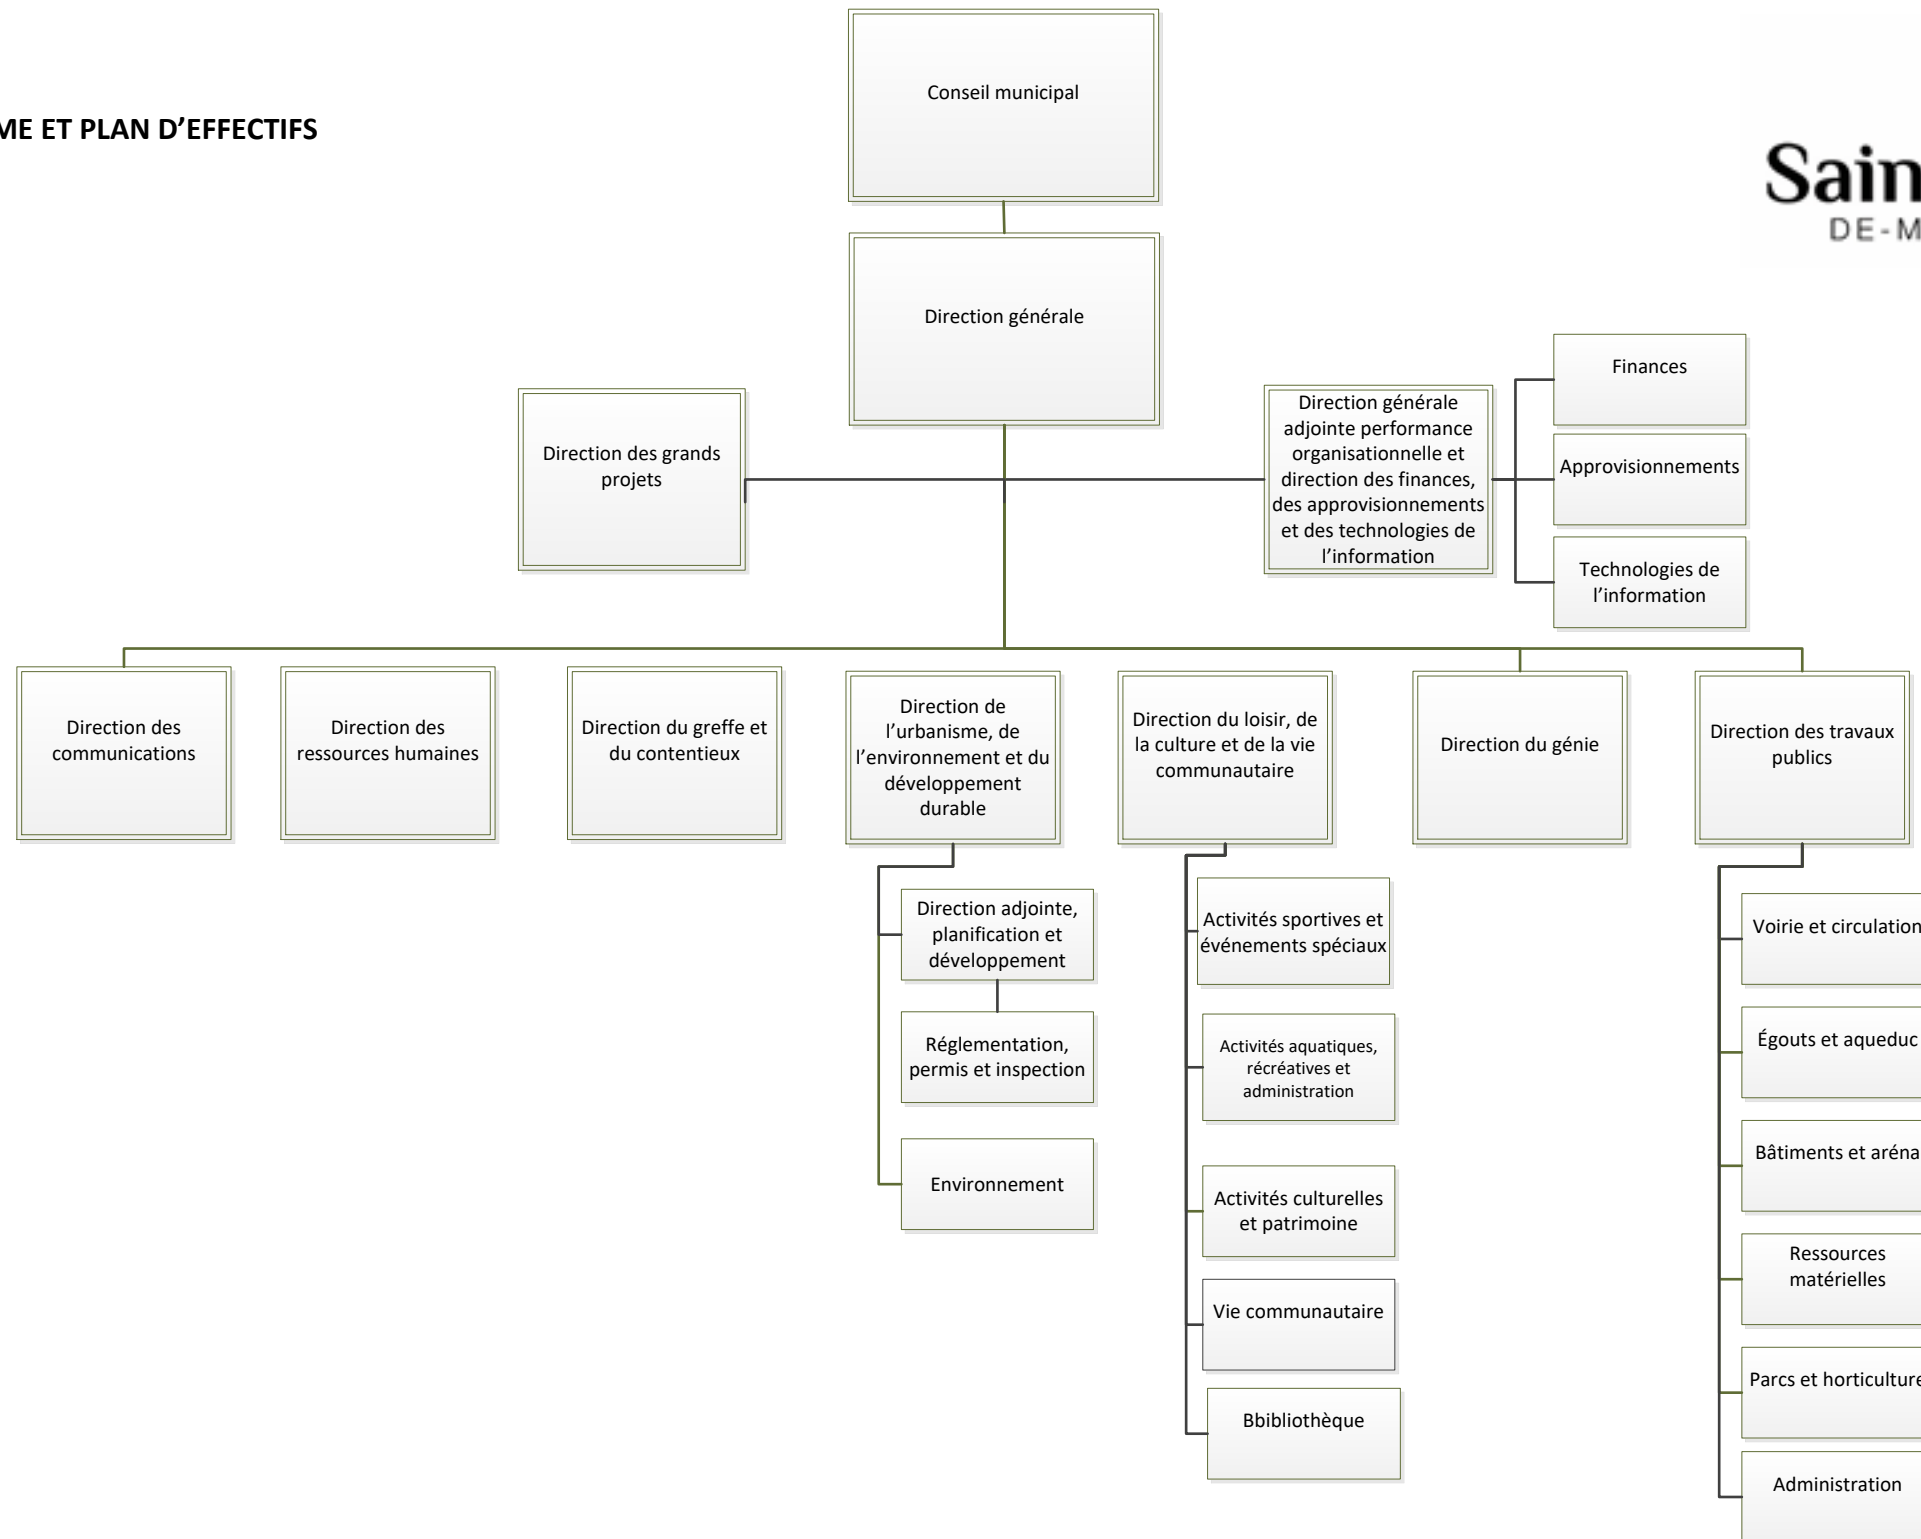 Conseil municipal
ME ET PLAN D’EFFECTIFS
Sain
DE-M
Direction générale
Direction des grands
projets
Direction générale
adjointe performance
organisationnelle et
direction des finances,
des approvisionnements
et des technologies de
l’information
Finances
Approvisionnements
Technologies de
l’information
Direction des
communications
Direction des
ressources humaines
Direction du greffe et
du contentieux
Direction de
l’urbanisme, de
l’environnement et du
développement
durable
Direction du loisir, de
la culture et de la vie
communautaire
Direction du génie
Direction des travaux
publics
Direction adjointe,
planification et
développement
Réglementation,
permis et inspection
Environnement
Activités sportives et
événements spéciaux
Activités aquatiques,
récréatives et
administration
Activités culturelles
et patrimoine
Vie communautaire
Bbibliothèque
Voirie et circulation
Égouts et aqueduc
Bâtiments et aréna
Ressources
matérielles
Parcs et horticulture
Administration